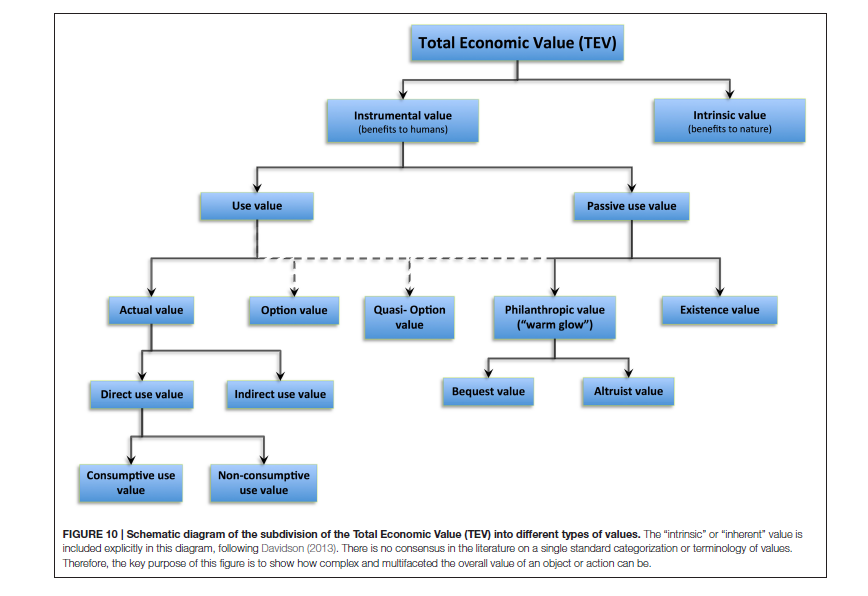 Total Economic Value (TEV)
Instrumental value
(benefits to humans)
Intrinsic value
(benefits to nature)
Use value
Passive use value
Actual value
Option value
Quasi- Option
value
Philanthropic value
(“warm glow”)
Existence value
Direct use value
Indirect use value
Bequest value
Altruist value
Consumptive use
value
Non-consumptive
use value
FIGURE 10 | Schematic diagram of the subdivision of the Total Economic Value (TEV) into different types of values. The “intrinsic” or “inherent” value is
included explicitly in this diagram, following Davidson (2013). There is no consensus in the literature on a single standard categorization or terminology of values.
Therefore, the key purpose of this figure is to show how complex and multifaceted the overall value of an object or action can be.